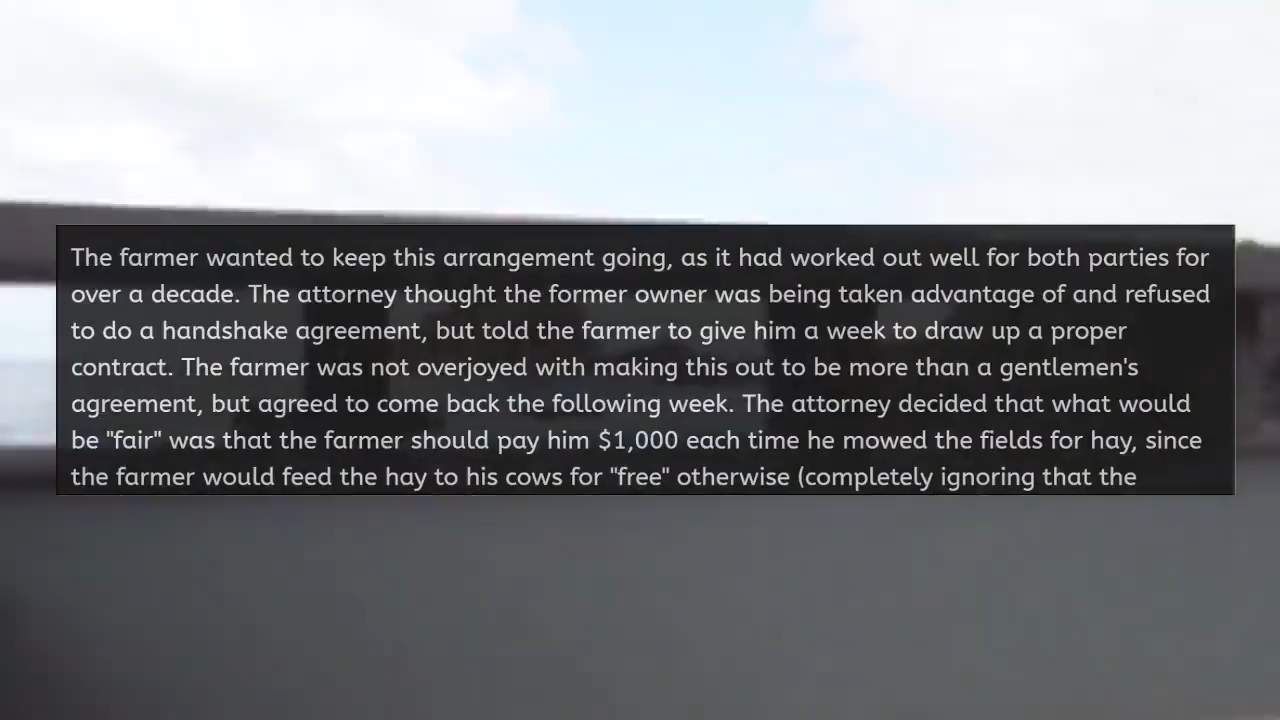 The farmer wanted to keep this arrangement going, as it had worked out well for both parties for
over a decade. The attorney thought the former owner was being taken advantage of and refused
to do a handshake agreement, but told the farmer to give him a week to draw up a proper
contract. The farmer was not overjoyed with making this out to be more than a gentlemen's
agreement, but agreed to come back the following week. The attorney decided that what would
be "fair" was that the farmer should pay him $1,000 each time he mowed the fields for hay, since
the farmer would feed the hay to his cows for "free" otherwise (completely ignoring that the